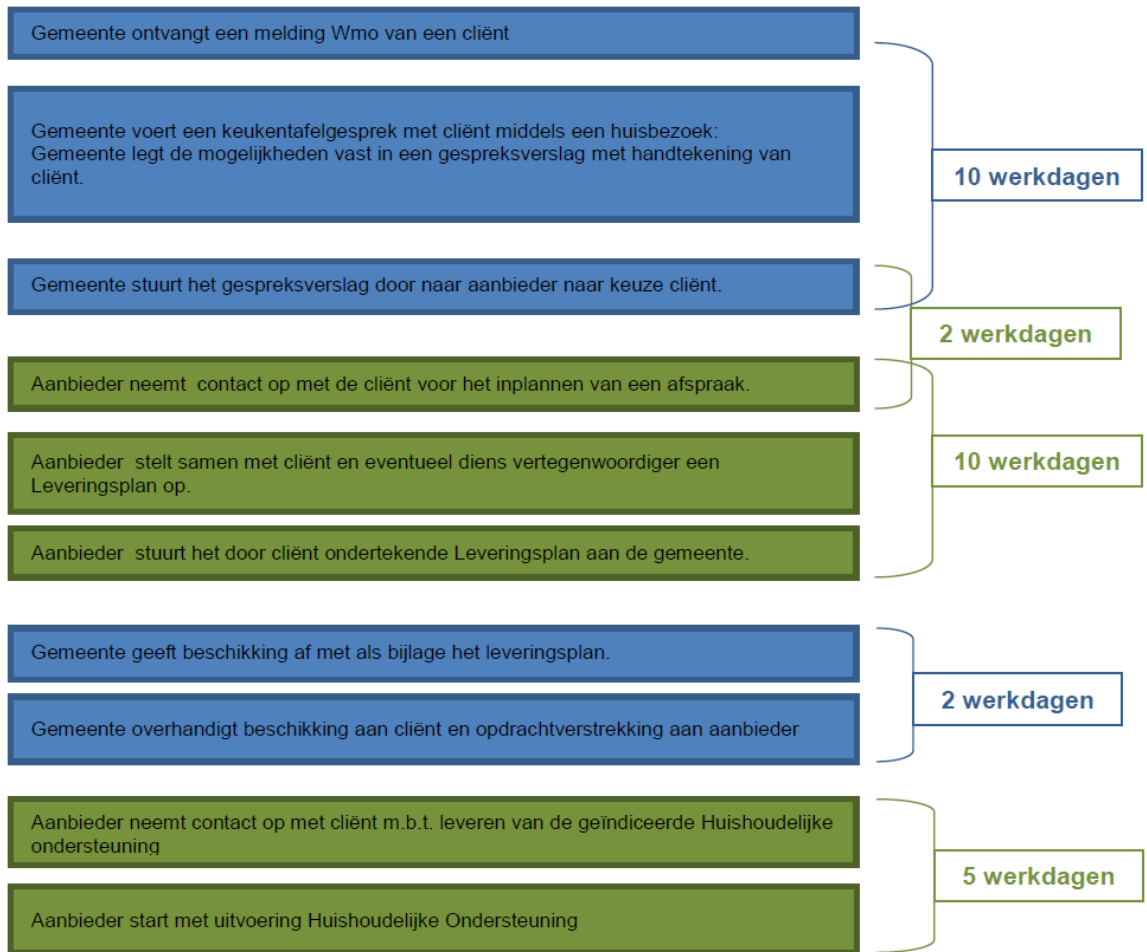 Gemeente ontvangt een melding Wmo van een cliënt
Gemeente voert een keukentafelgesprek met cliënt middels een huisbezoek:
Gemeente legt de mogelijkheden vast in een gespreksverslag met handtekening van
cliënt.
10 werkdagen
Gemeente stuurt het gespreksverslag door naar aanbieder naar keuze cliënt.
2 werkdagen
Aanbieder neemt contact op met de cliënt voor het inplannen van een afspraak.
Aanbieder stelt samen met cliënt en eventueel diens vertegenwoordiger een
Leveringsplan op.
10 werkdagen
Aanbieder stuurt het door cliënt ondertekende Leveringsplan aan de gemeente.
Gemeente geeft beschikking af met als bijlage het leveringsplan.
2 werkdagen
Gemeente overhandigt beschikking aan cliënt en opdrachtverstrekking aan aanbieder
Aanbieder neemt contact op met cliënt m.b.t. leveren van de geïndiceerde Huishoudelijke
ondersteuning
5 werkdagen
Aanbieder start met uitvoering Huishoudelijke Ondersteuning